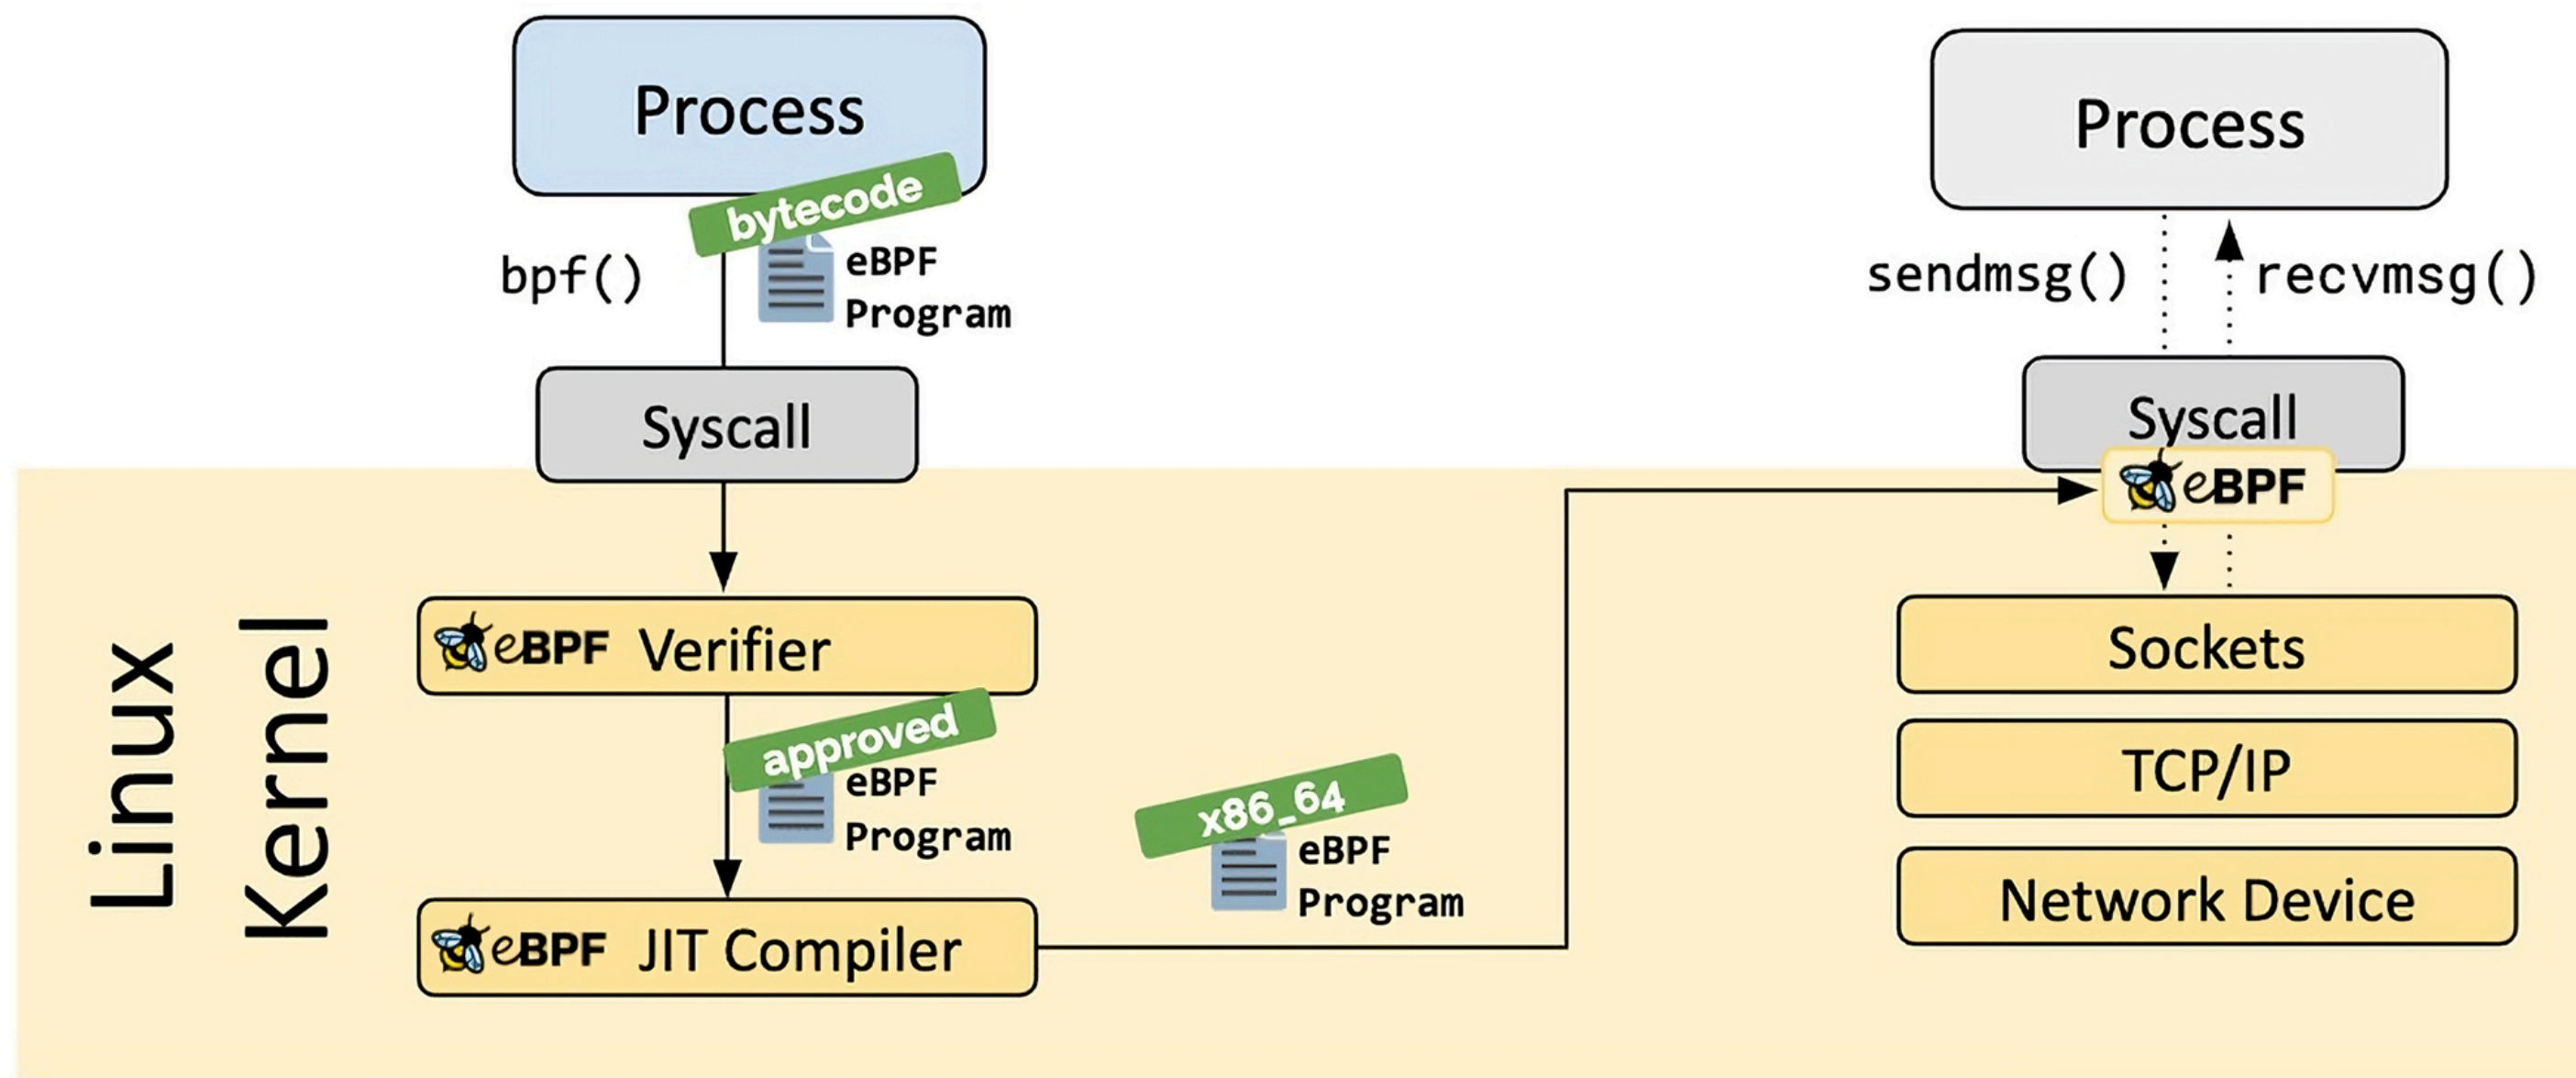 Process
bytecode
bpf()
eBPF
Program
Syscall
Linux
Kernel
eBPF Verifier
approved
eBPF
Program
eBPF JIT Compiler
x86_64
eBPF
Program
Process
sendmsg()
recvmsg()
Syscall
eBPF
Sockets
TCP/IP
Network Device